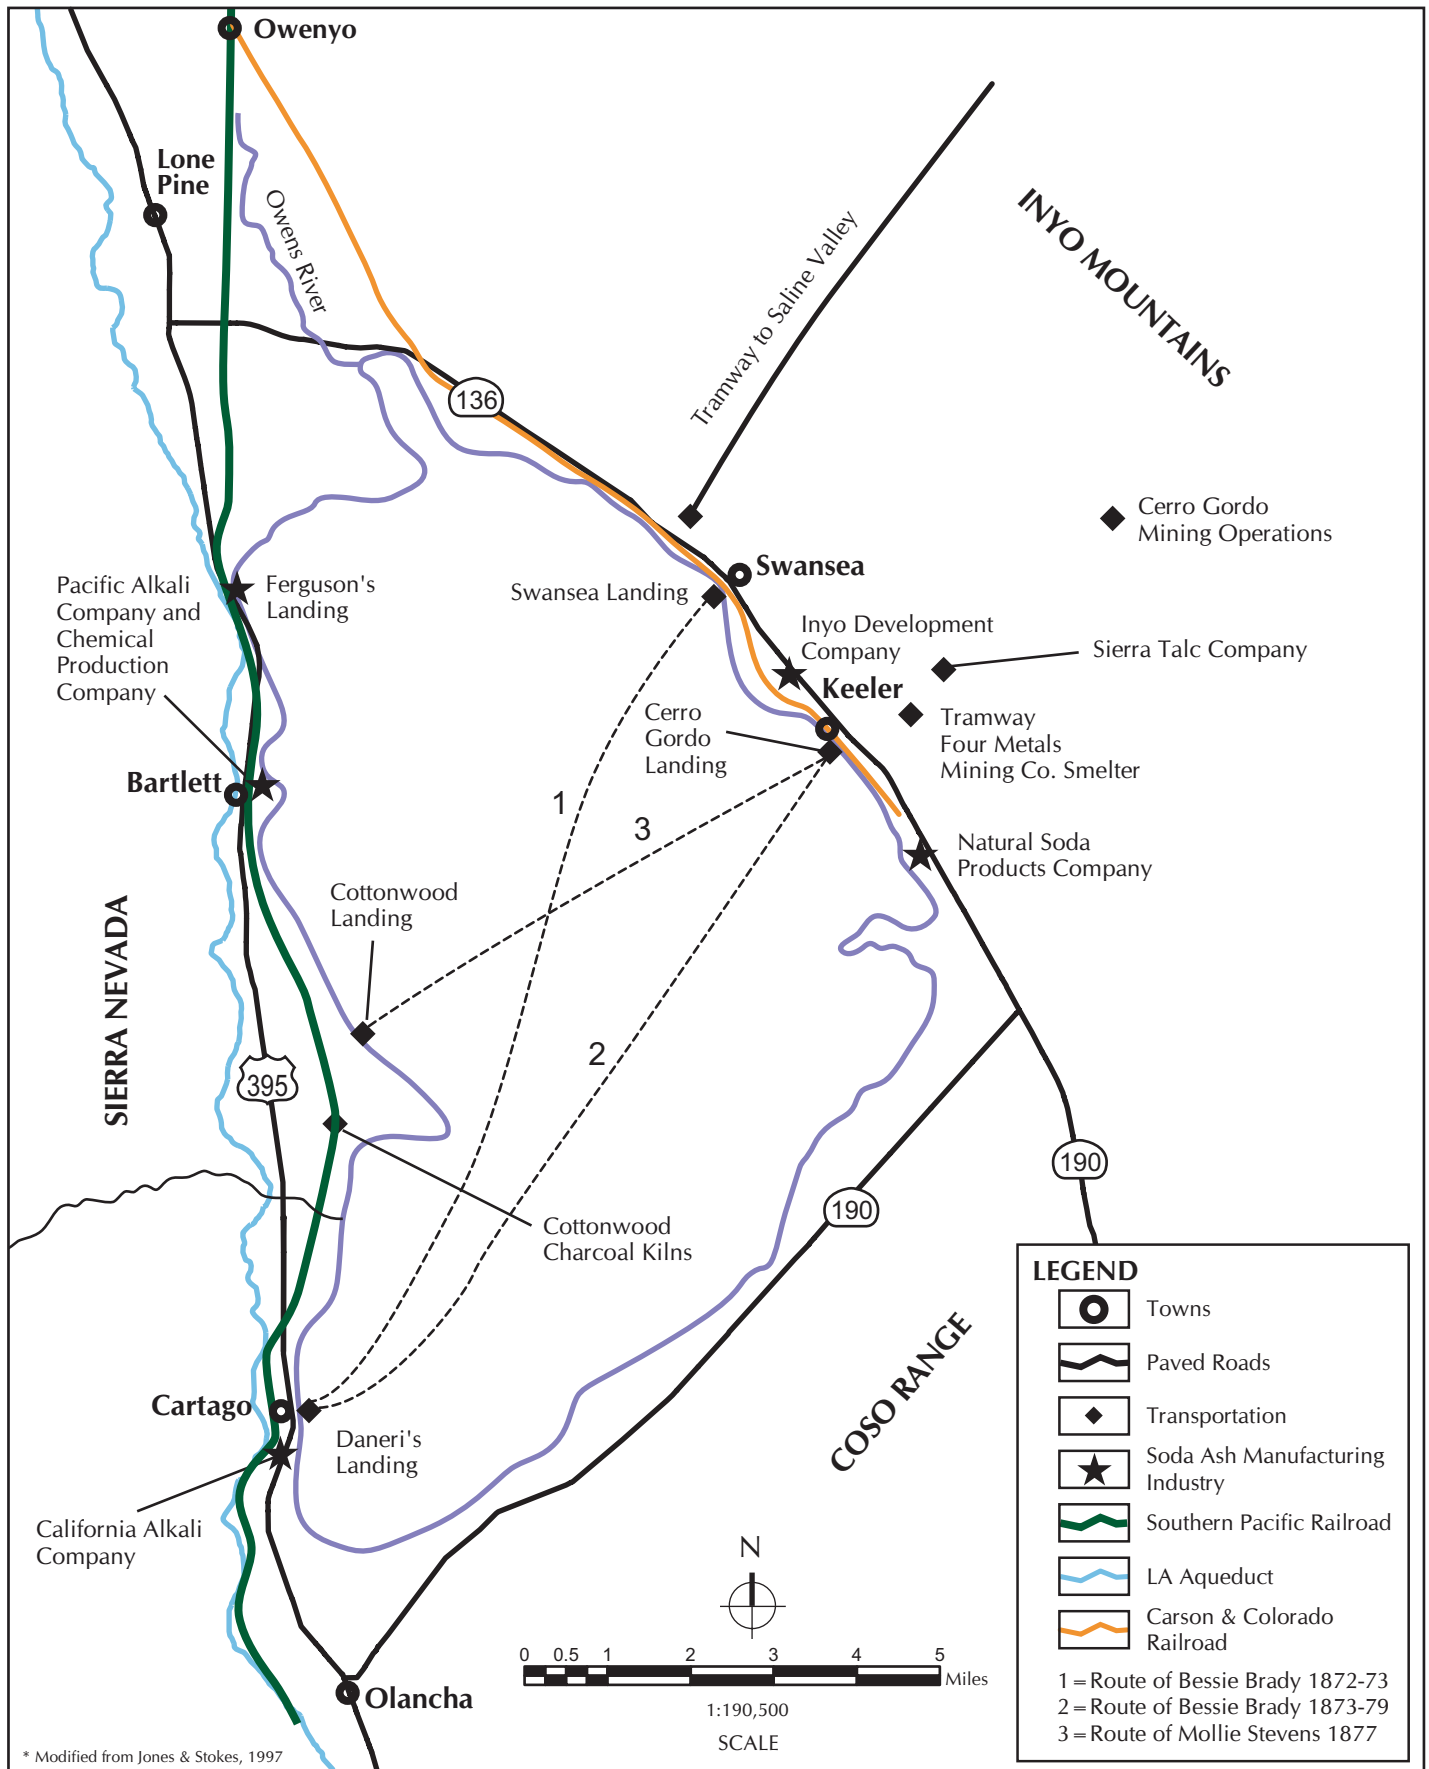 Owenyo
Lone
Pine
Owens River
Tramway to Saline Valley
INYO MOUNTAINS
136
Cerro Gordo
Mining Operations
Swansea
Swansea Landing
Pacific Alkali
Company and
Chemical
Production
Company
Ferguson's
Landing
Inyo Development
Company
Sierra Talc Company
Keeler
Cerro
Gordo
Landing
Tramway
Four Metals
Mining Co. Smelter
Bartlett
1
3
Natural Soda
Products Company
Cottonwood
Landing
SIERRA NEVADA
2
395
190
190
Cottonwood
Charcoal Kilns
COSO RANGE
Cartago
Daneri's
Landing
California Alkali
Company
Olancha
N
0 0.5 1 2 3 4 5
Miles
1:190,500
SCALE
LEGEND
Towns
Paved Roads
Transportation
Soda Ash Manufacturing
Industry
Southern Pacific Railroad
LA Aqueduct
Carson & Colorado
Railroad
1=Route of Bessie Brady 1872-73
2=Route of Bessie Brady 1873-79
3=Route of Mollie Stevens 1877
* Modified from Jones & Stokes, 1997